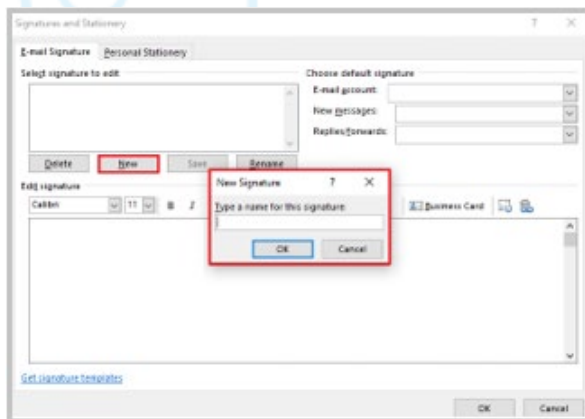 Signatures and Stationery ? ×
E-mail Signature Personal Stationery
Select signature to edit Choose default signature
E-mail account:
New messages:
Replies/forwards:
Delete New Save Rename
New Signature ? ×
Edit signature
Calibri 11 B I Business Card
Type a name for this signature:
OK Cancel
Get signature templates
OK Cancel